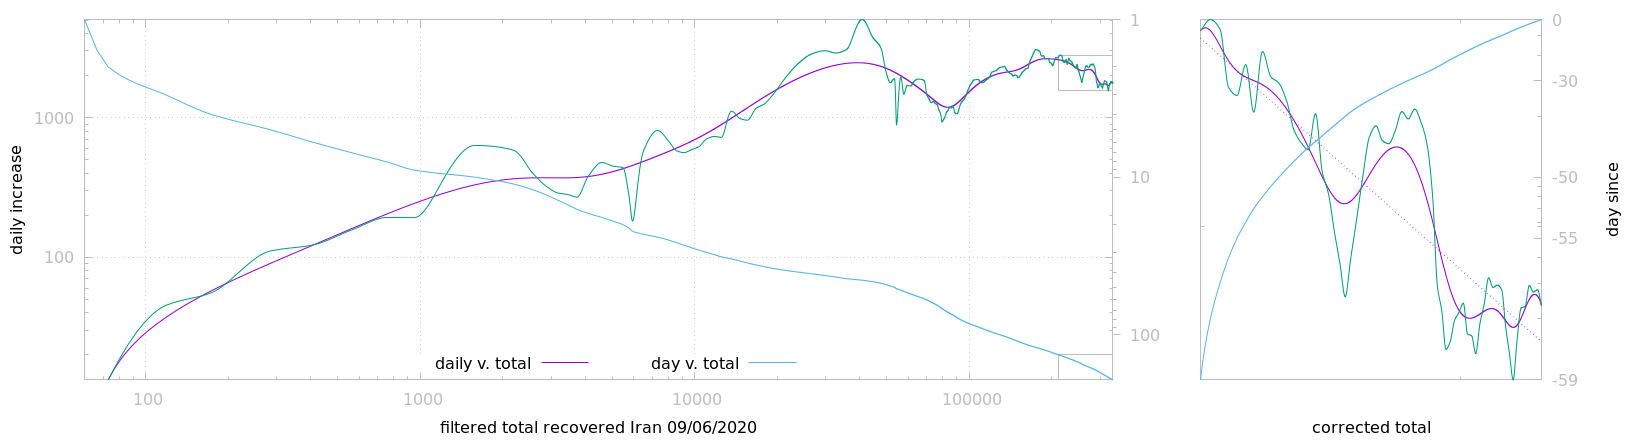 1
0
-30
1000
daily increase
10
-50
day since
-55
100
100
daily v. total
day v. total
-59
100
1000
10000
100000
filtered total recovered Iran 09/06/2020
corrected total